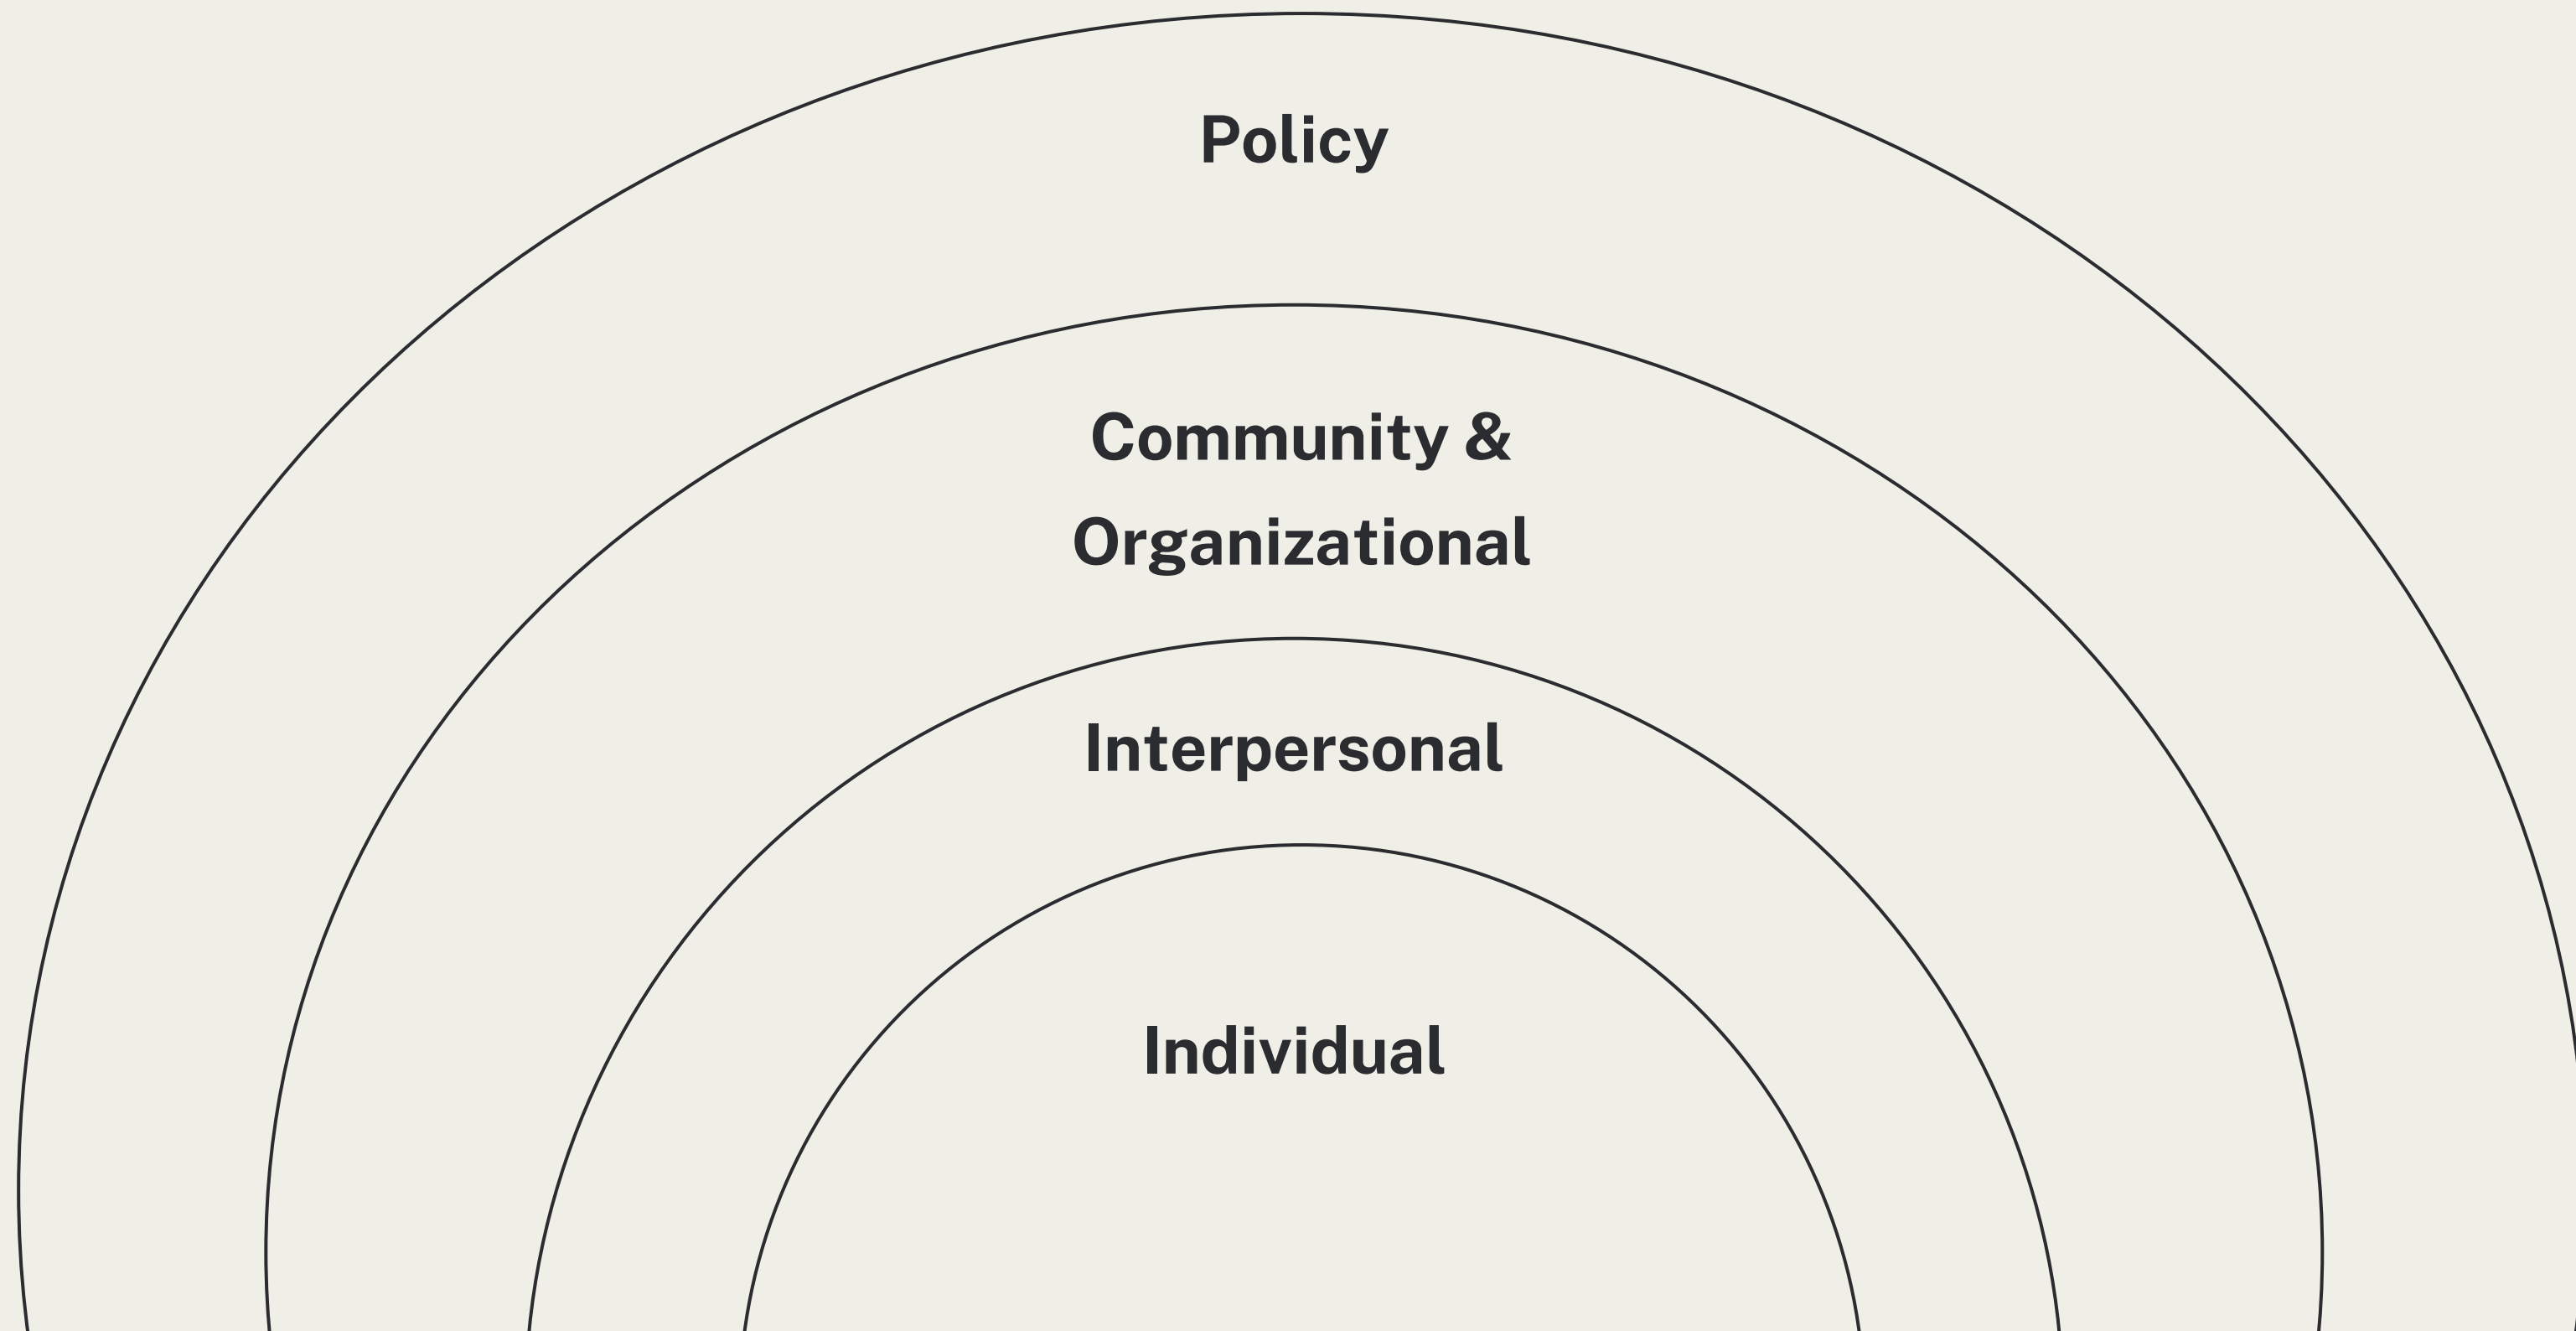 Policy
Community &
Organizational
Interpersonal
Individual